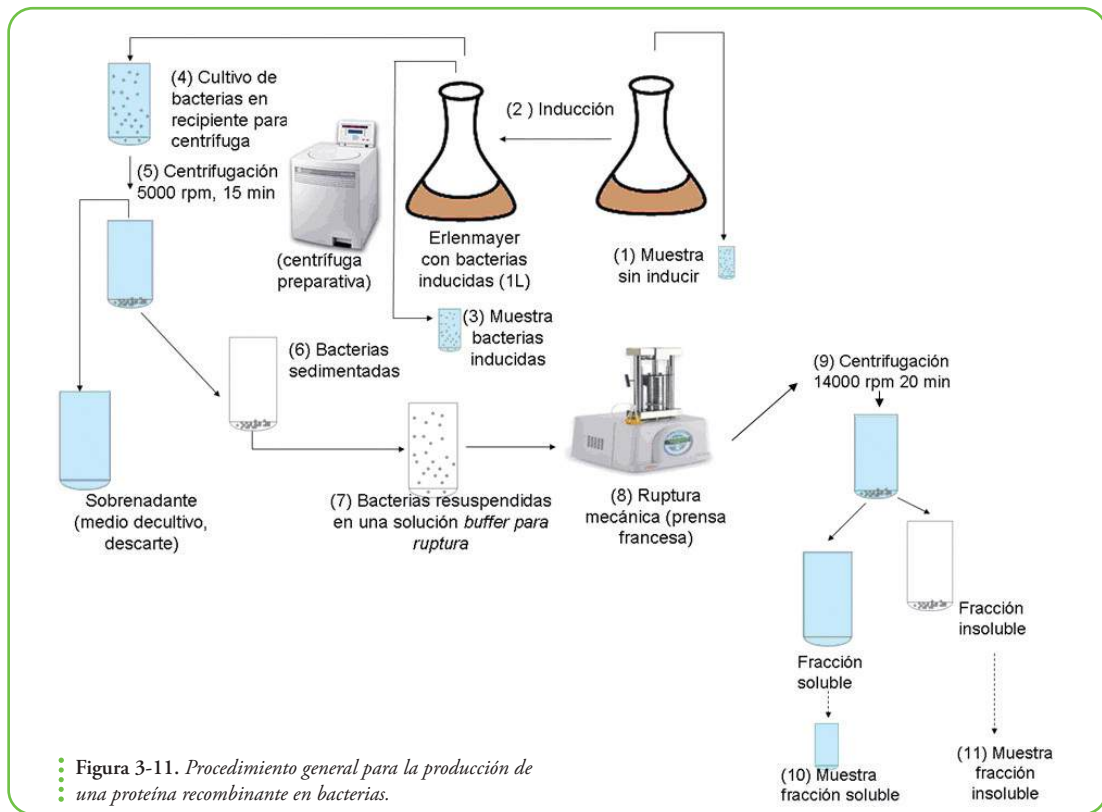 (4) Cultivo de
bacterias en
recipiente para
centrífuga
(5) Centrifugación
5000 rpm, 15 min
(centrífuga
preparativa)
(2 ) Inducción
Erlenmayer
con bacterias
inducidas (1L)
(1) Muestra
sin inducir
(3) Muestra
bacterias
inducidas
(6) Bacterias
sedimentadas
Sobrenadante
(medio decultivo,
descarte)
(7) Bacterias resuspendidas
en una solución buffer para
ruptura
(8) Ruptura
mecánica (prensa
francesa)
(9) Centrifugación
14000 rpm 20 min
Fracción
soluble
Fracción
insoluble
(10) Muestra
fracción soluble
(11) Muestra
fracción
insoluble
Figura 3-11. Procedimiento general para la producción de
una proteína recombinante en bacterias.